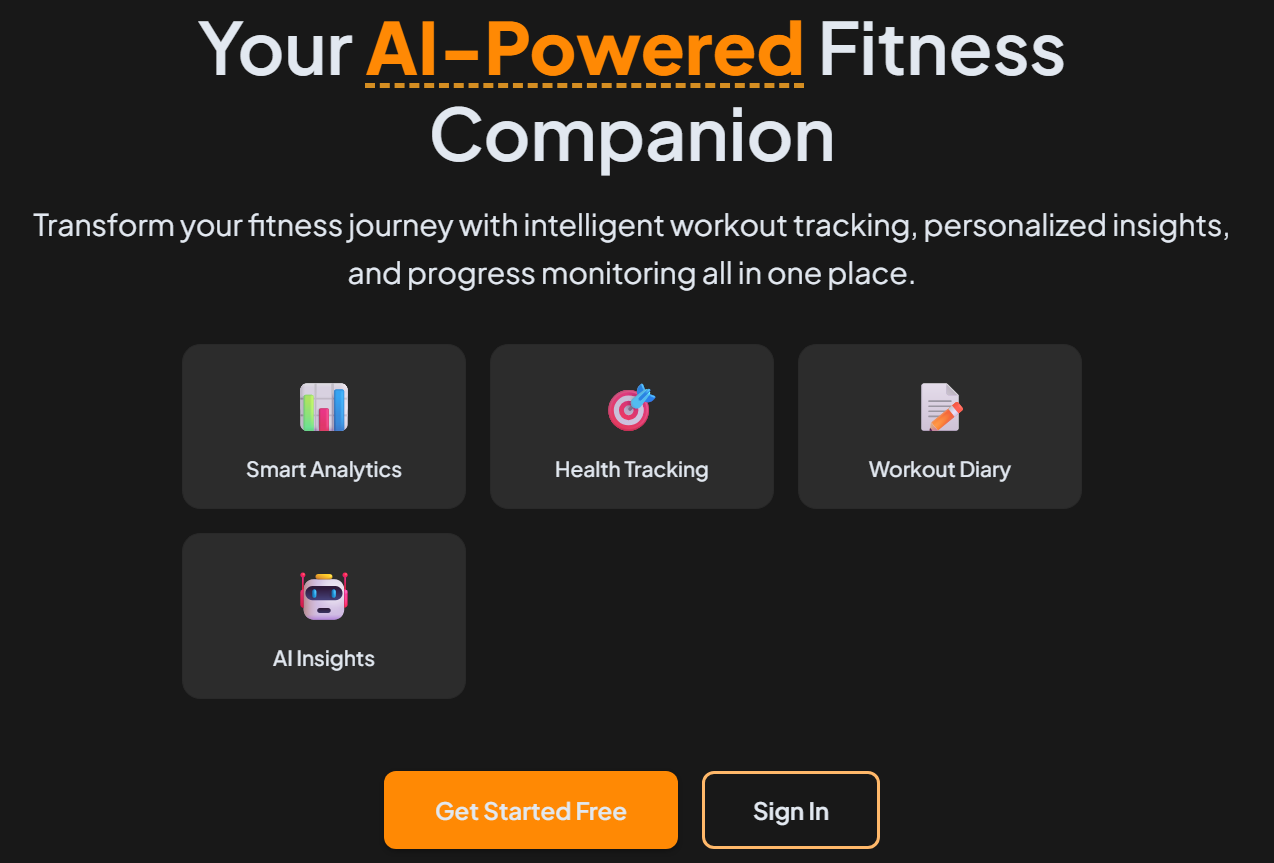 Your AI-Powered Fitness
Companion
Transform your fitness journey with intelligent workout tracking, personalized insights,
and progress monitoring all in one place.
Smart Analytics
Health Tracking
Workout Diary
AI Insights
Get Started Free
Sign In